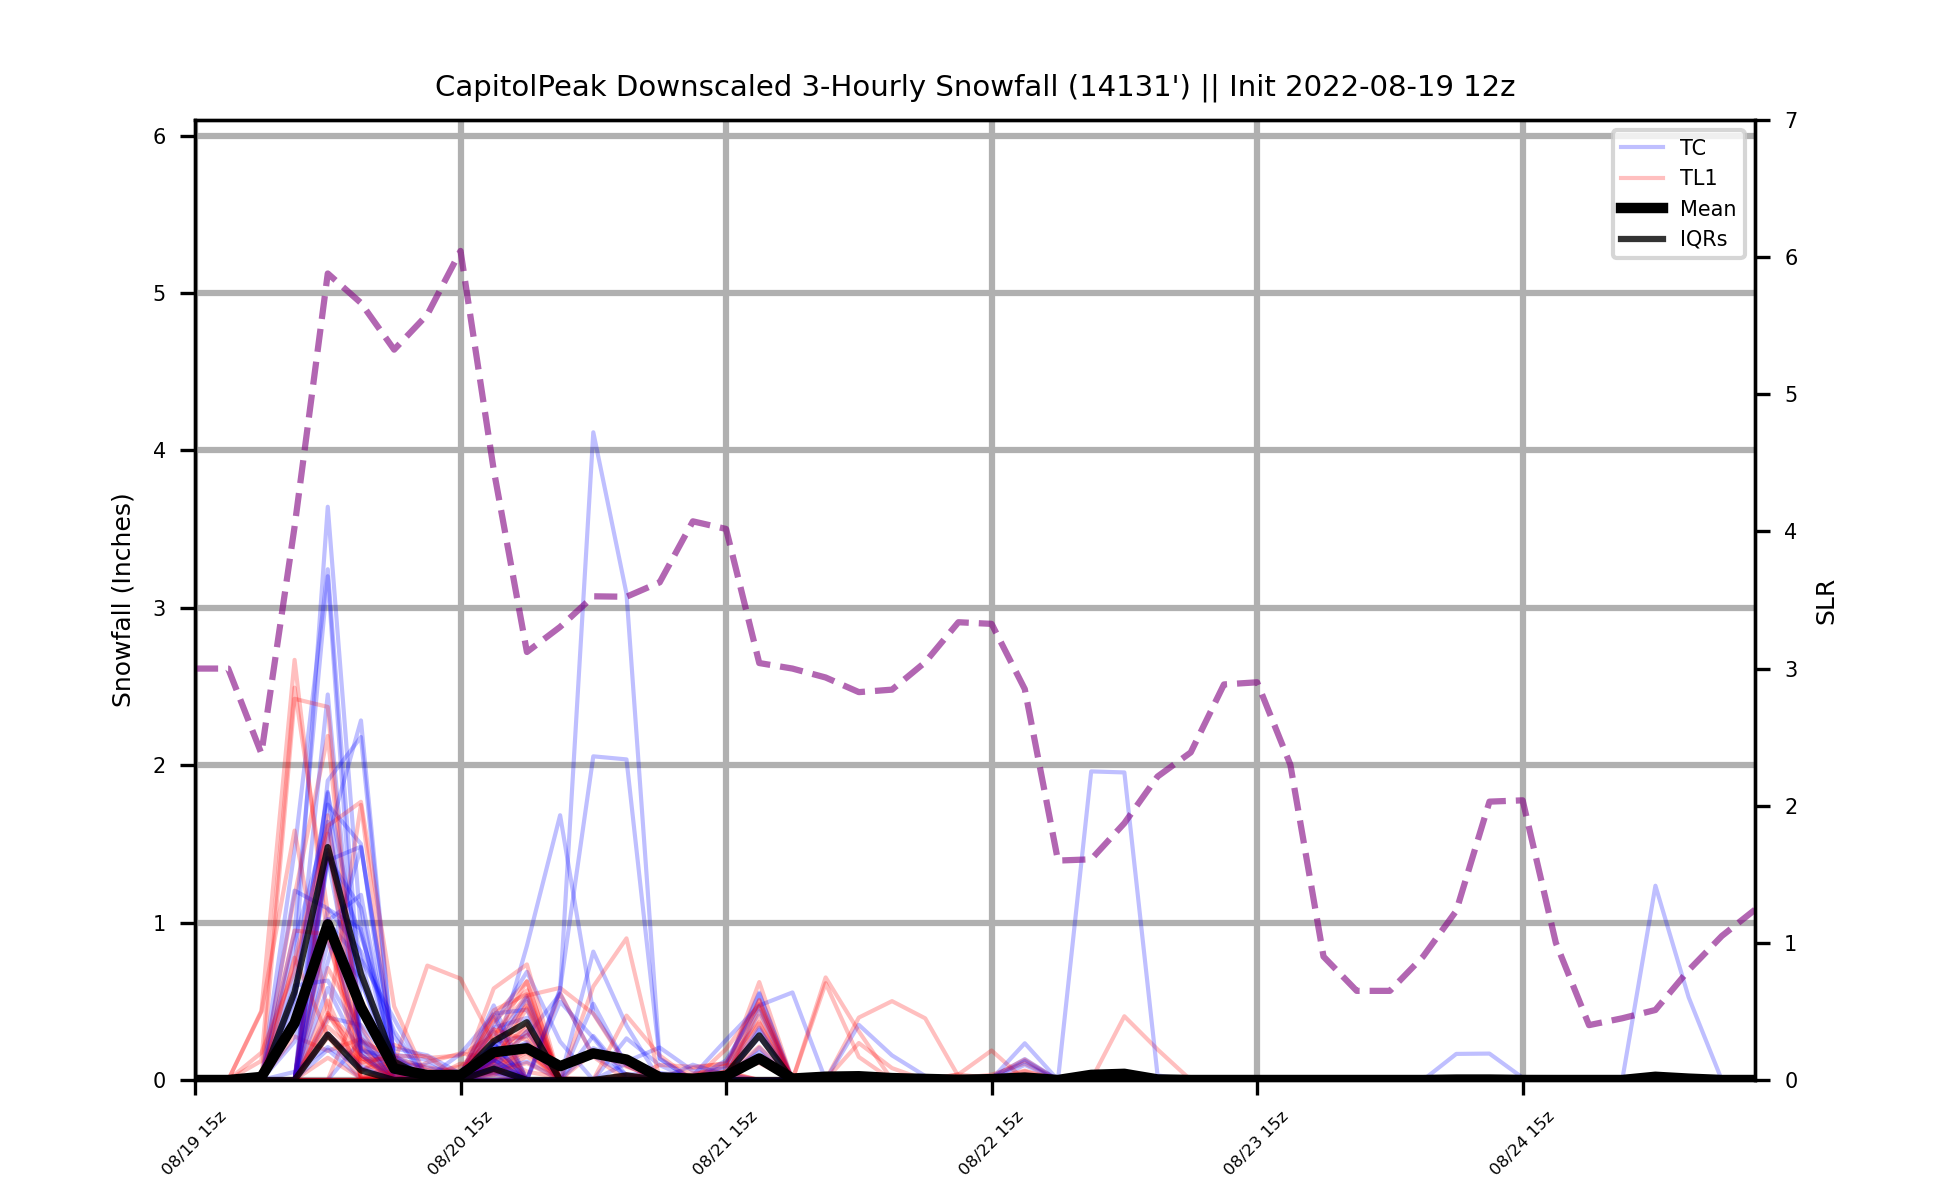 CapitolPeak Downscaled 3-Hourly Snowfall (14131') || Init 2022-08-19 12z
TC
TL1
Mean
IQRs
Snowfall (Inches)
6
5
4
3
2
1
0
SLR
7
6
5
4
3
2
1
0
08/19 15z
08/20 15z
08/21 15z
08/22 15z
08/23 15z
08/24 15z